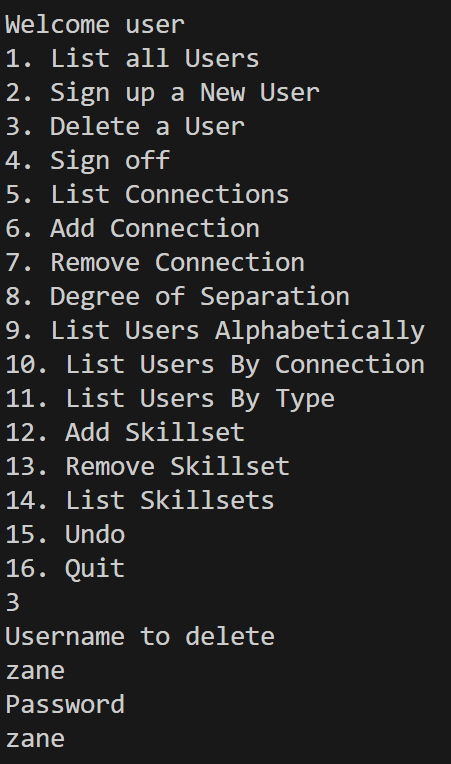 Welcome user
1. List all Users
2. Sign up a New User
3. Delete a User
4. Sign off
5. List Connections
6. Add Connection
7. Remove Connection
8. Degree of Separation
9. List Users Alphabetically
10. List Users By Connection
11. List Users By Type
12. Add Skillset
13. Remove Skillset
14. List Skillsets
15. Undo
16. Quit
3
Username to delete
zane
Password
zane